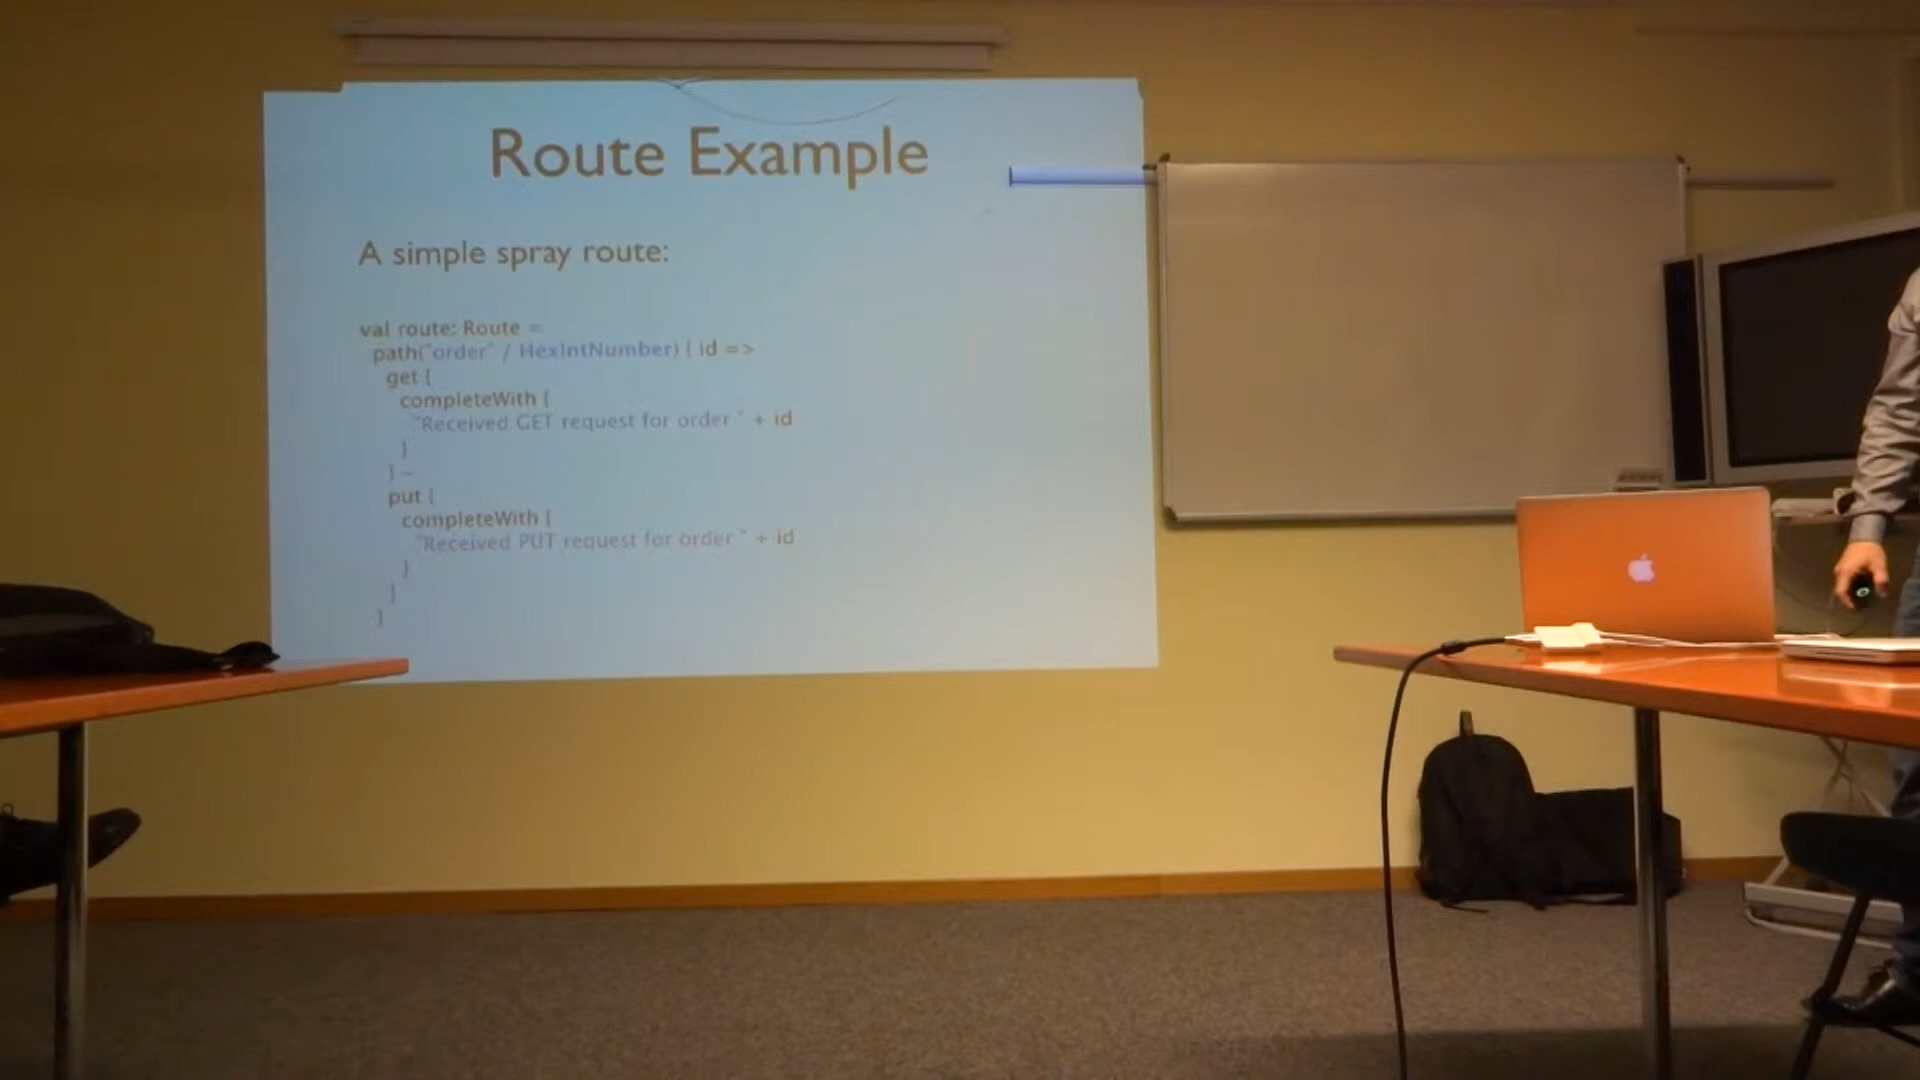 Route Example
A simple spray route:
val route: Route =
path("order" / HexIntNumber) { id =>
get {
completeWith {
"Received GET request for order " + id
}
} ~
put {
completeWith {
"Received PUT request for order " + id
}
}
}